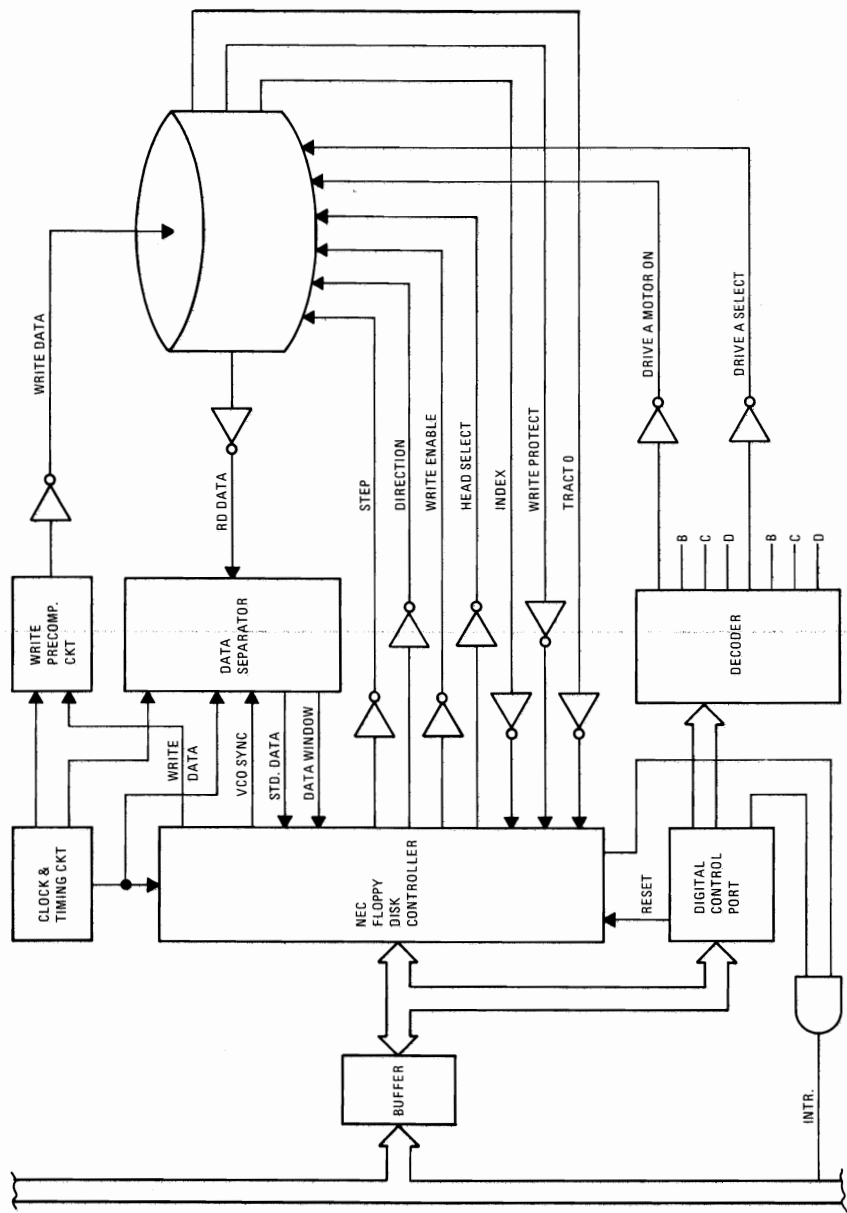 WRITE DATA
WRITE
PRECOMP.
CKT
RD DATA
DATA
SEPARATOR
CLOCK &
TIMING CKT
WRITE
DATA
VCO SYNC
STD. DATA
DATA WINDOW
STEP
DIRECTION
WRITE ENABLE
HEAD SELECT
INDEX
WRITE PROTECT
TRACT 0
NEC
FLOPPY
DISK
CONTROLLER
DRIVE A MOTOR ON
DRIVE A SELECT
B
C
D
B
C
D
DECODER
RESET
DIGITAL
CONTROL
PORT
BUFFER
INTR.